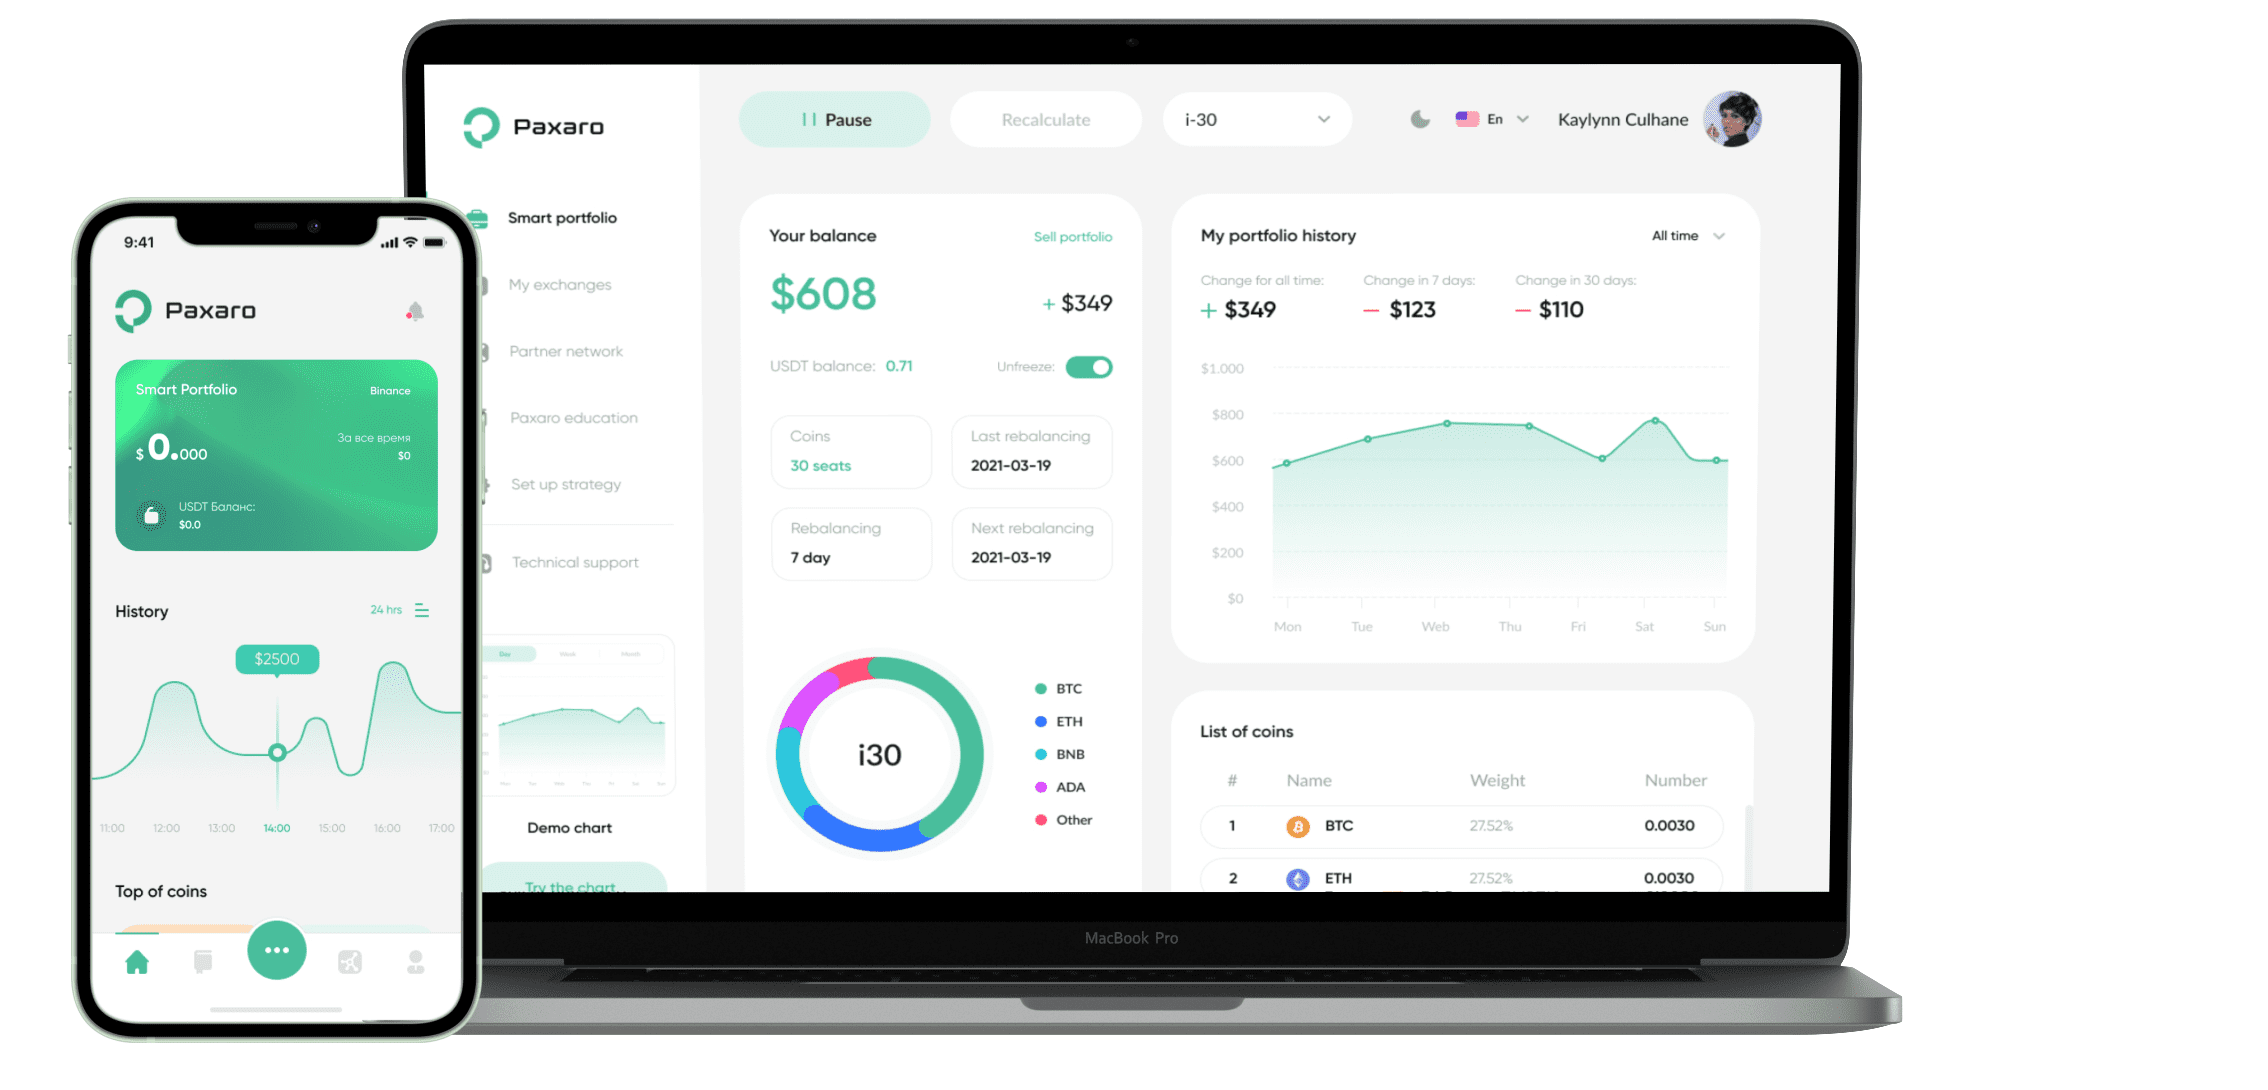 9:41
Paxaro
Smart Portfolio
Binance
$ 0.000
За все время
$0
USDT Баланс:
$0.0
History
24 hrs
$2500
11:00 12:00 13:00 14:00 15:00 16:00 17:00
Top of coins
Paxaro
Smart portfolio
My exchanges
Partner network
Paxaro education
Set up strategy
Technical support
Day Week Month
Demo chart
Try the chart
Pause
Recalculate
i-30
En
Kaylynn Culhane
Your balance
Sell portfolio
$608
+ $349
USDT balance: 0.71
Unfreeze:
Coins
30 seats
Last rebalancing
2021-03-19
Rebalancing
7 day
Next rebalancing
2021-03-19
i30
BTC
ETH
BNB
ADA
Other
My portfolio history
All time
Change for all time:
+ $349
Change in 7 days:
– $123
Change in 30 days:
– $110
$1.000
$800
$600
$400
$200
$0
Mon Tue Web Thu Fri Sat Sun
List of coins
# Name Weight Number
1 BTC 27.52% 0.0030
2 ETH 27.52% 0.0030
MacBook Pro